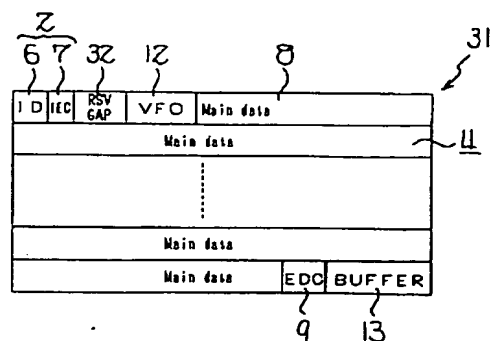 2
6 7 32 12 8 31
ID IEC RSV GAP VFO Main data
Main data
4
Main data
Main data EDC BUFFER
9 13